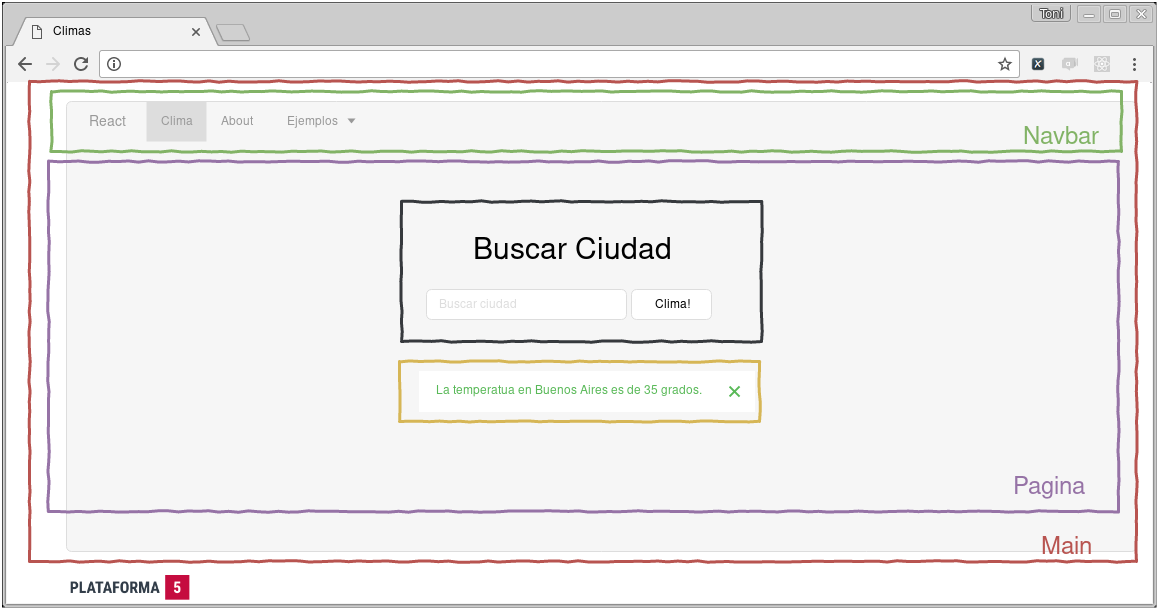 Toni
Climas
React Clima About Ejemplos
Navbar
Buscar Ciudad
Buscar ciudad Clima!
La temperatua en Buenos Aires es de 35 grados.
Pagina
Main
PLATAFORMA 5